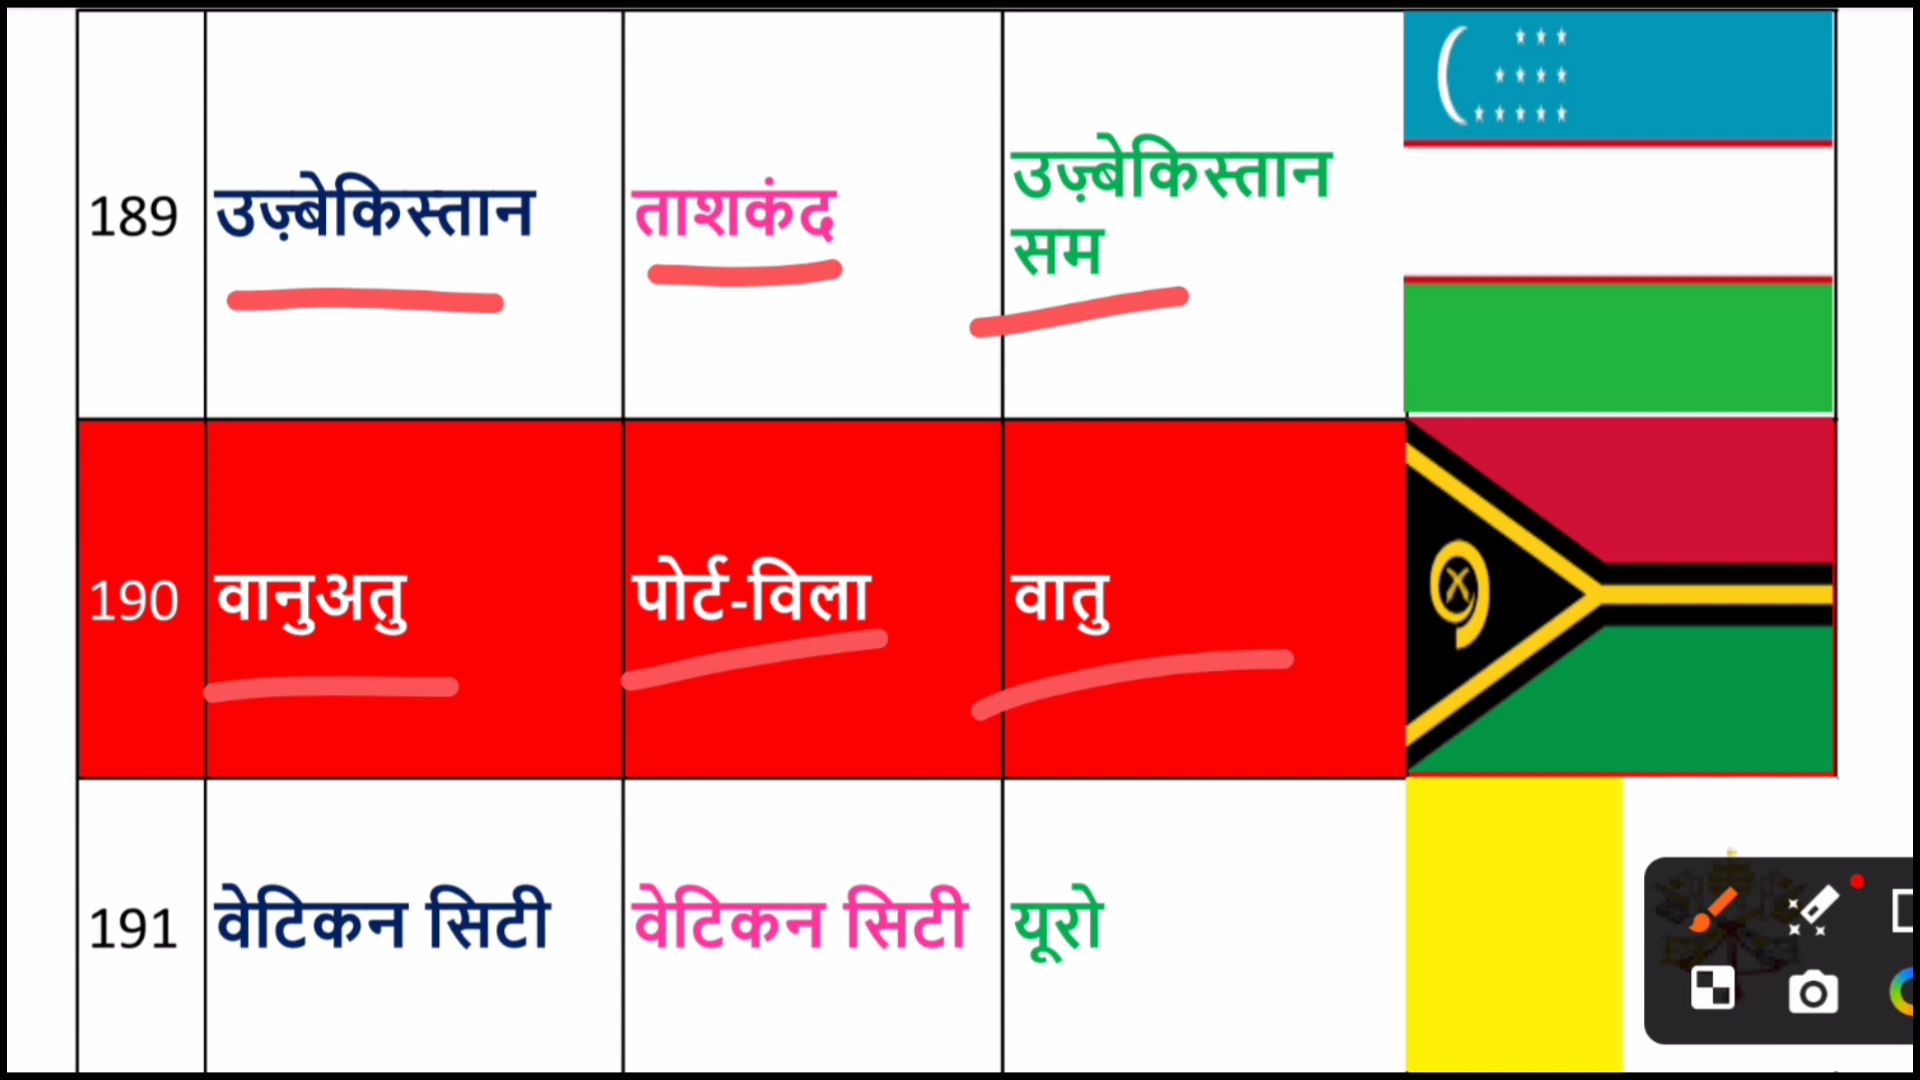 189 उज़्बेकिस्तान ताशकंद उज़्बेकिस्तान
सम
190 वानुअतु पोर्ट-विला वातु
191 वेटिकन सिटी वेटिकन सिटी यूरो